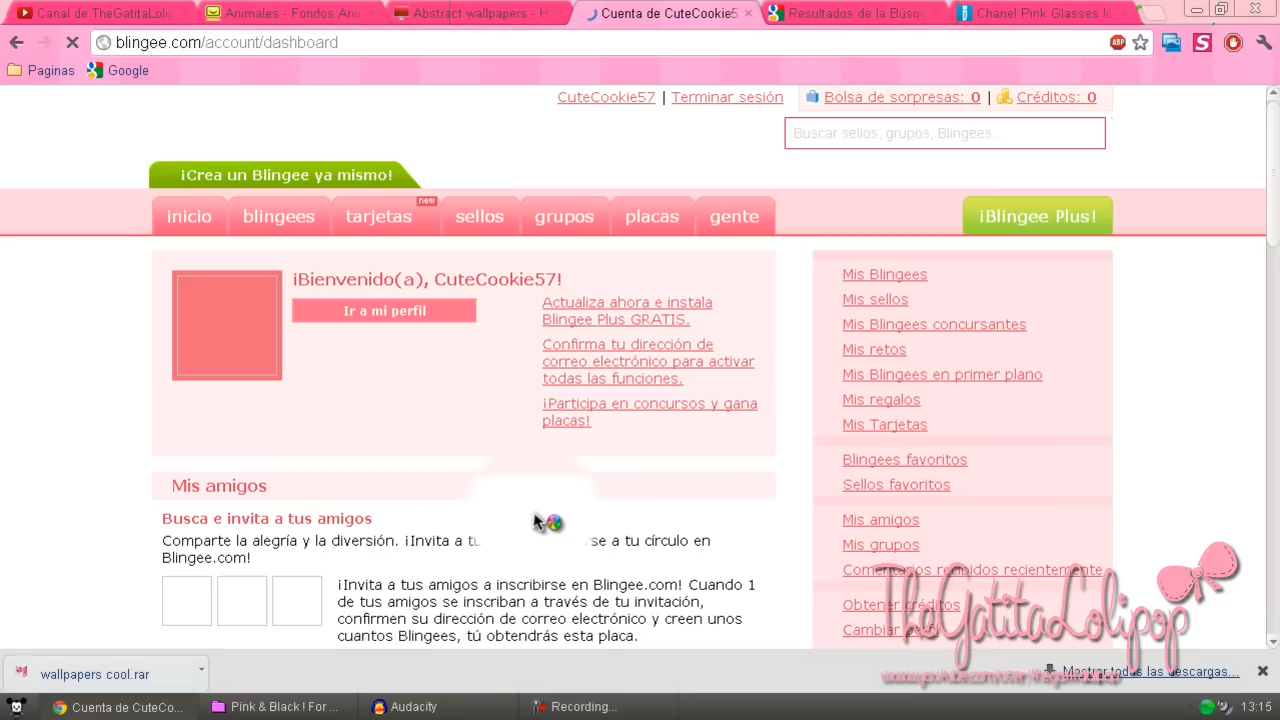 Canal de TheGatitaLol
Animales - Fondos Ani
Abstract wallpapers - H
Cuenta de CuteCookie5
Resultados de la Búsq
Chanel Pink Glasses Ic
blingee.com/account/dashboard
ABP
Paginas
Google
CuteCookie57 | Terminar sesión
Bolsa de sorpresas: 0 | Créditos: 0
Buscar sellos, grupos, Blingees...
¡Crea un Blingee ya mismo!
inicio
blingees
tarjetas
new
sellos
grupos
placas
gente
¡Blingee Plus!
¡Bienvenido(a), CuteCookie57!
Ir a mi perfil
Actualiza ahora e instala
Blingee Plus GRATIS.
Confirma tu dirección de
correo electrónico para activar
todas las funciones.
¡Participa en concursos y gana
placas!
Mis amigos
Busca e invita a tus amigos
Comparte la alegría y la diversión. ¡Invita a tu
se a tu círculo en
Blingee.com!
¡Invita a tus amigos a inscribirse en Blingee.com! Cuando 1
de tus amigos se inscriban a través de tu invitación,
confirmen su dirección de correo electrónico y creen unos
cuantos Blingees, tú obtendrás esta placa.
Mis Blingees
Mis sellos
Mis Blingees concursantes
Mis retos
Mis Blingees en primer plano
Mis regalos
Mis Tarjetas
Blingees favoritos
Sellos favoritos
Mis amigos
Mis grupos
Comentarios recibidos recientemente
Obtener créditos
Cambiar perfil
TheGatitaLolipop
wallpapers cool.rar
Mostrar todas las descargas...
Cuenta de CuteCo...
Pink & Black ! For ...
Audacity
Recording...
13:15